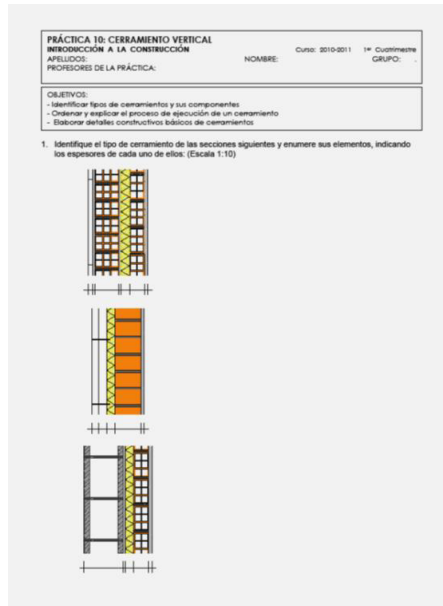 PRÁCTICA 10: CERRAMIENTO VERTICAL
INTRODUCCIÓN A LA CONSTRUCCIÓN Curso: 2010-2011 1er Cuatrimestre
APELLIDOS: NOMBRE: GRUPO: .
PROFESORES DE LA PRÁCTICA:
OBJETIVOS:
- Identificar tipos de cerramientos y sus componentes
- Ordenar y explicar el proceso de ejecución de un cerramiento
- Elaborar detalles constructivos básicos de cerramientos
1. Identifique el tipo de cerramiento de las secciones siguientes y enumere sus elementos, indicando
los espesores de cada uno de ellos: (Escala 1:10)